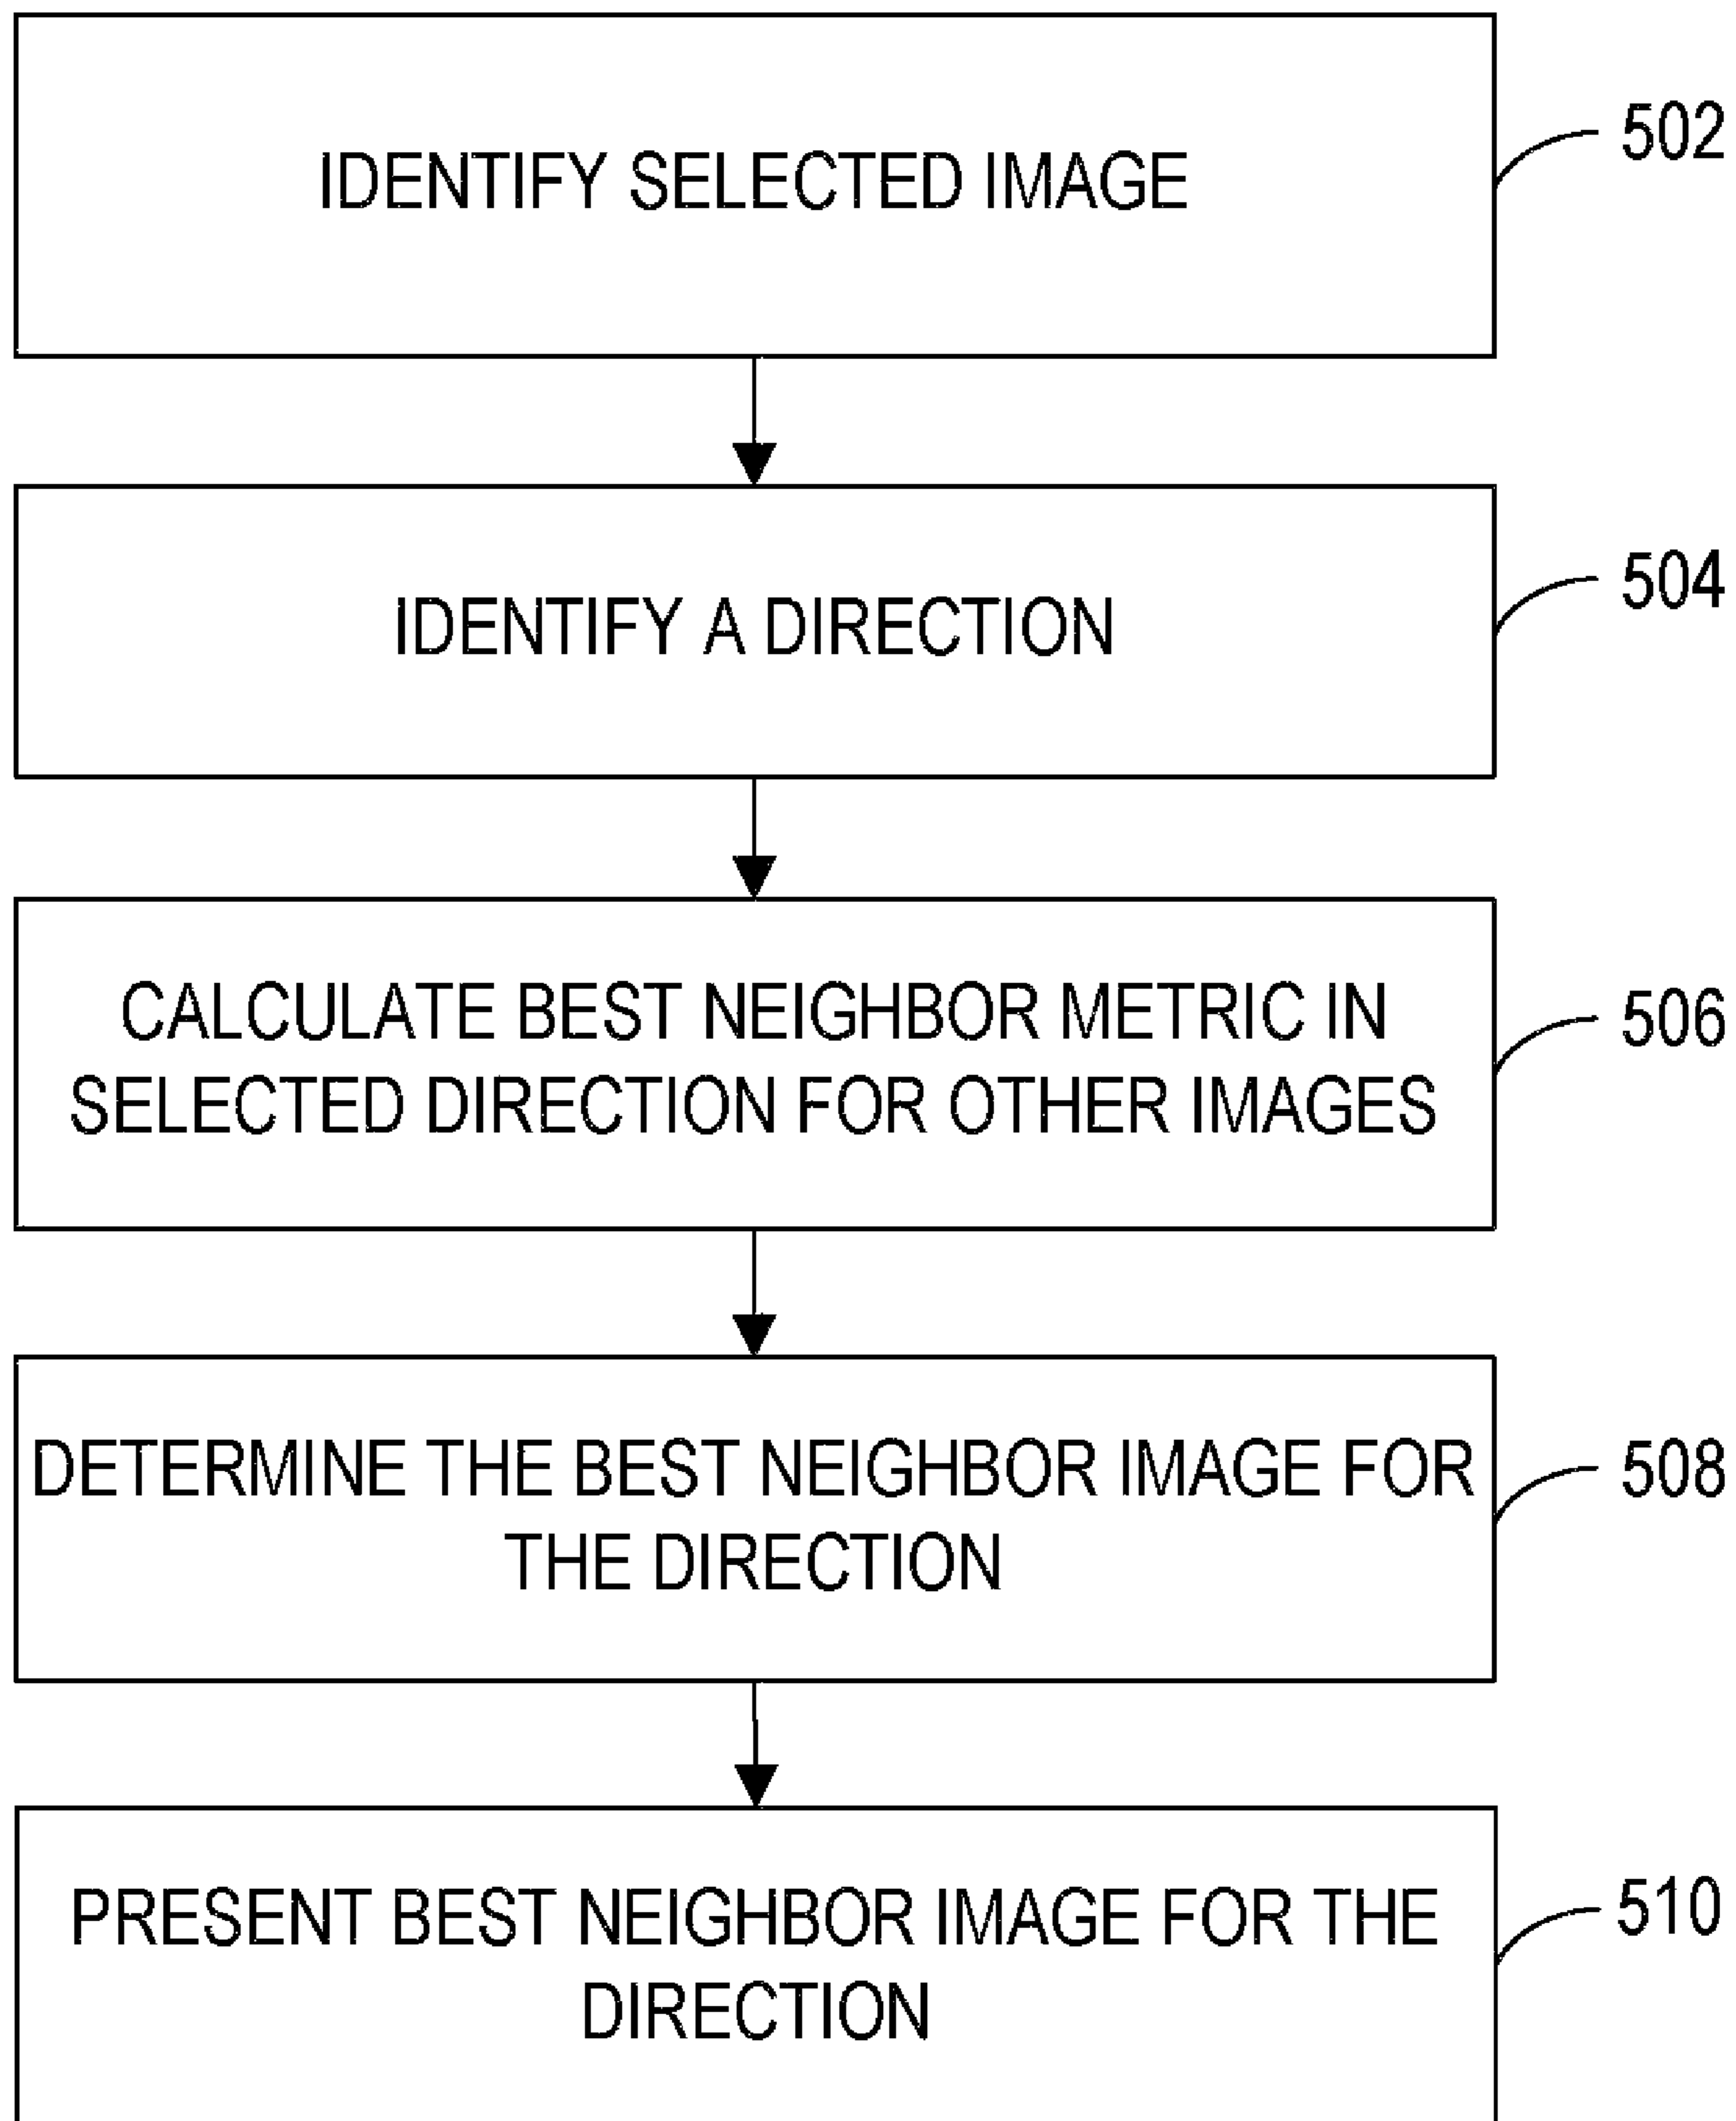 IDENTIFY SELECTED IMAGE
502
IDENTIFY A DIRECTION
504
CALCULATE BEST NEIGHBOR METRIC IN
SELECTED DIRECTION FOR OTHER IMAGES
506
DETERMINE THE BEST NEIGHBOR IMAGE FOR
THE DIRECTION
508
PRESENT BEST NEIGHBOR IMAGE FOR THE
DIRECTION
510